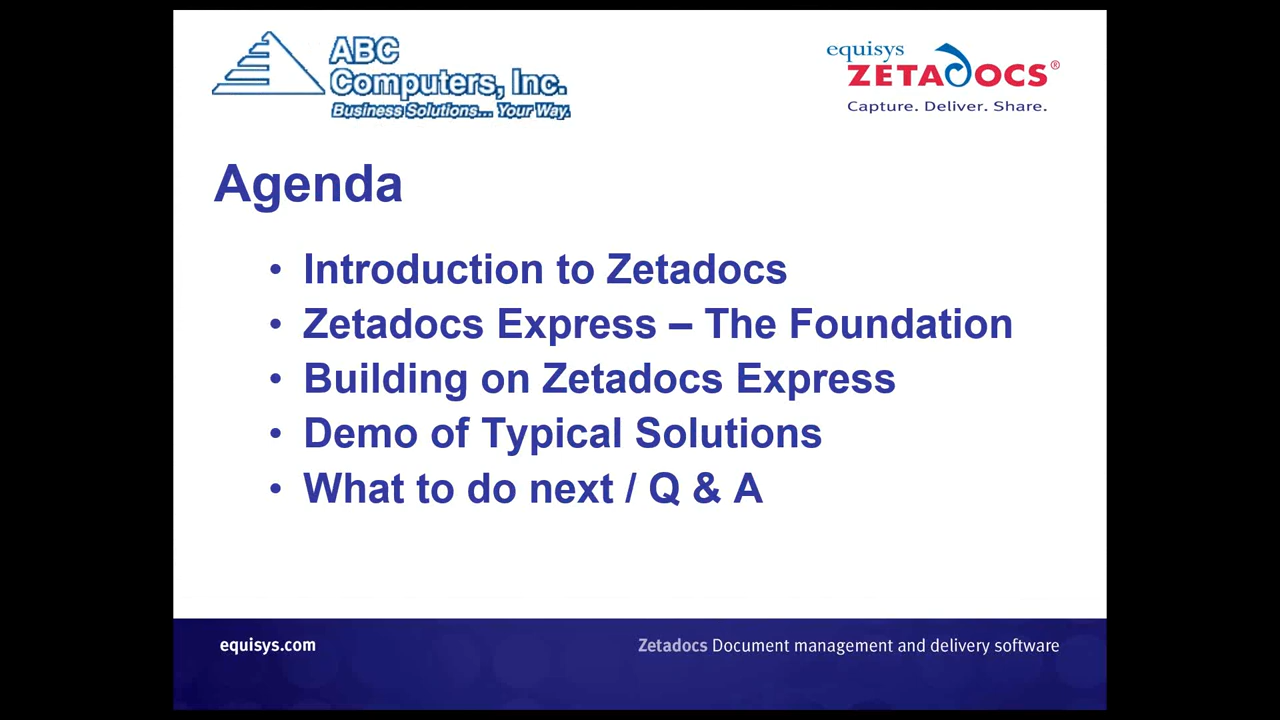 ABC
Computers, Inc.
Business Solutions... Your Way.
equisys
ZETADOCS®
Capture. Deliver. Share.
Agenda
• Introduction to Zetadocs
• Zetadocs Express – The Foundation
• Building on Zetadocs Express
• Demo of Typical Solutions
• What to do next / Q & A
equisys.com
Zetadocs Document management and delivery software